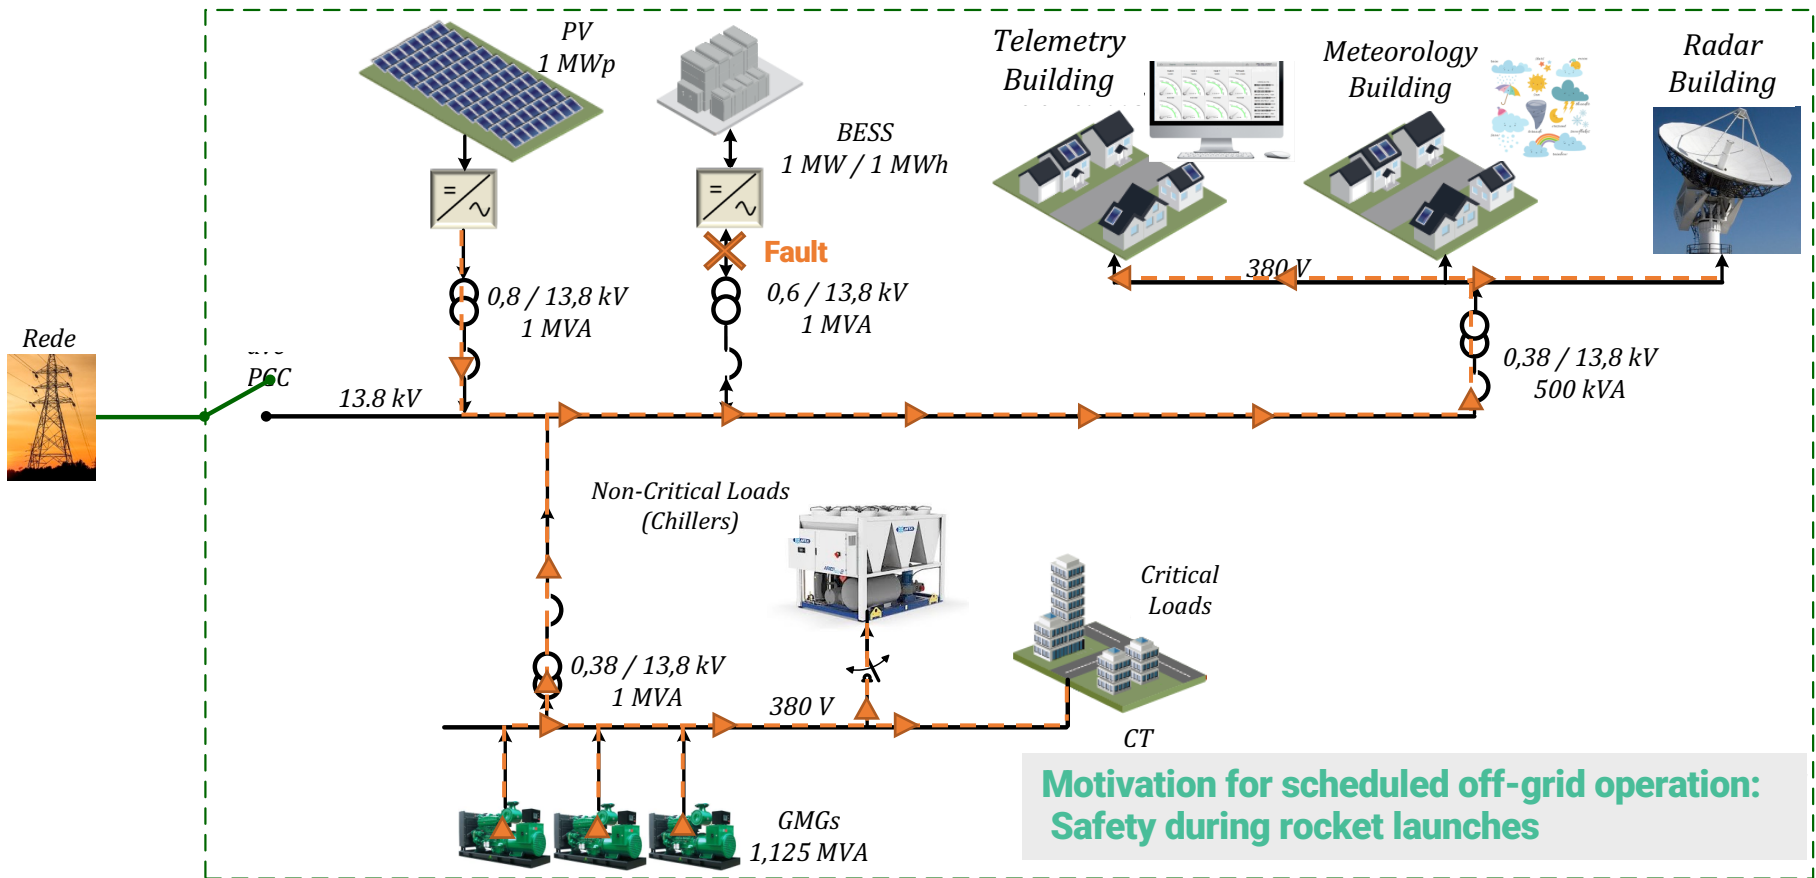 PV
1 MWp
BESS
1 MW / 1 MWh
Telemetry
Building
Meteorology
Building
Radar
Building
Fault
0,8 / 13,8 kV
1 MVA
0,6 / 13,8 kV
1 MVA
380 V
0,38 / 13,8 kV
500 kVA
Rede
PCC
13.8 kV
Non-Critical Loads
(Chillers)
Critical
Loads
0,38 / 13,8 kV
1 MVA
380 V
CT
GMGs
1,125 MVA
Motivation for scheduled off-grid operation:
Safety during rocket launches